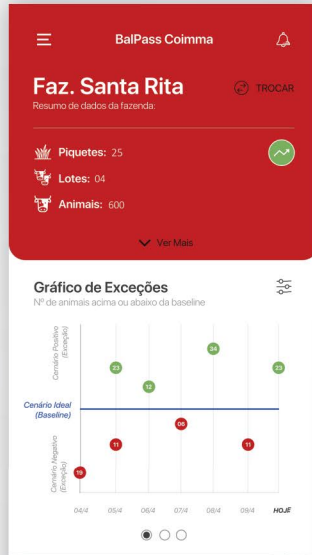 BalPass Coimma
Faz. Santa Rita
TROCAR
Resumo de dados da fazenda:
Piquetes: 25
Lotes: 04
Animais: 600
Ver Mais
Gráfico de Exceções
Nº de animais acima ou abaixo da baseline
Cenário Positivo
(Exceção)
24
23
23
12
Cenário Ideal
(Baseline)
06
11
11
19
Cernário Negativo
(Exceção)
04/4
05/4
06/4
07/4
08/4
09/4
HOJE